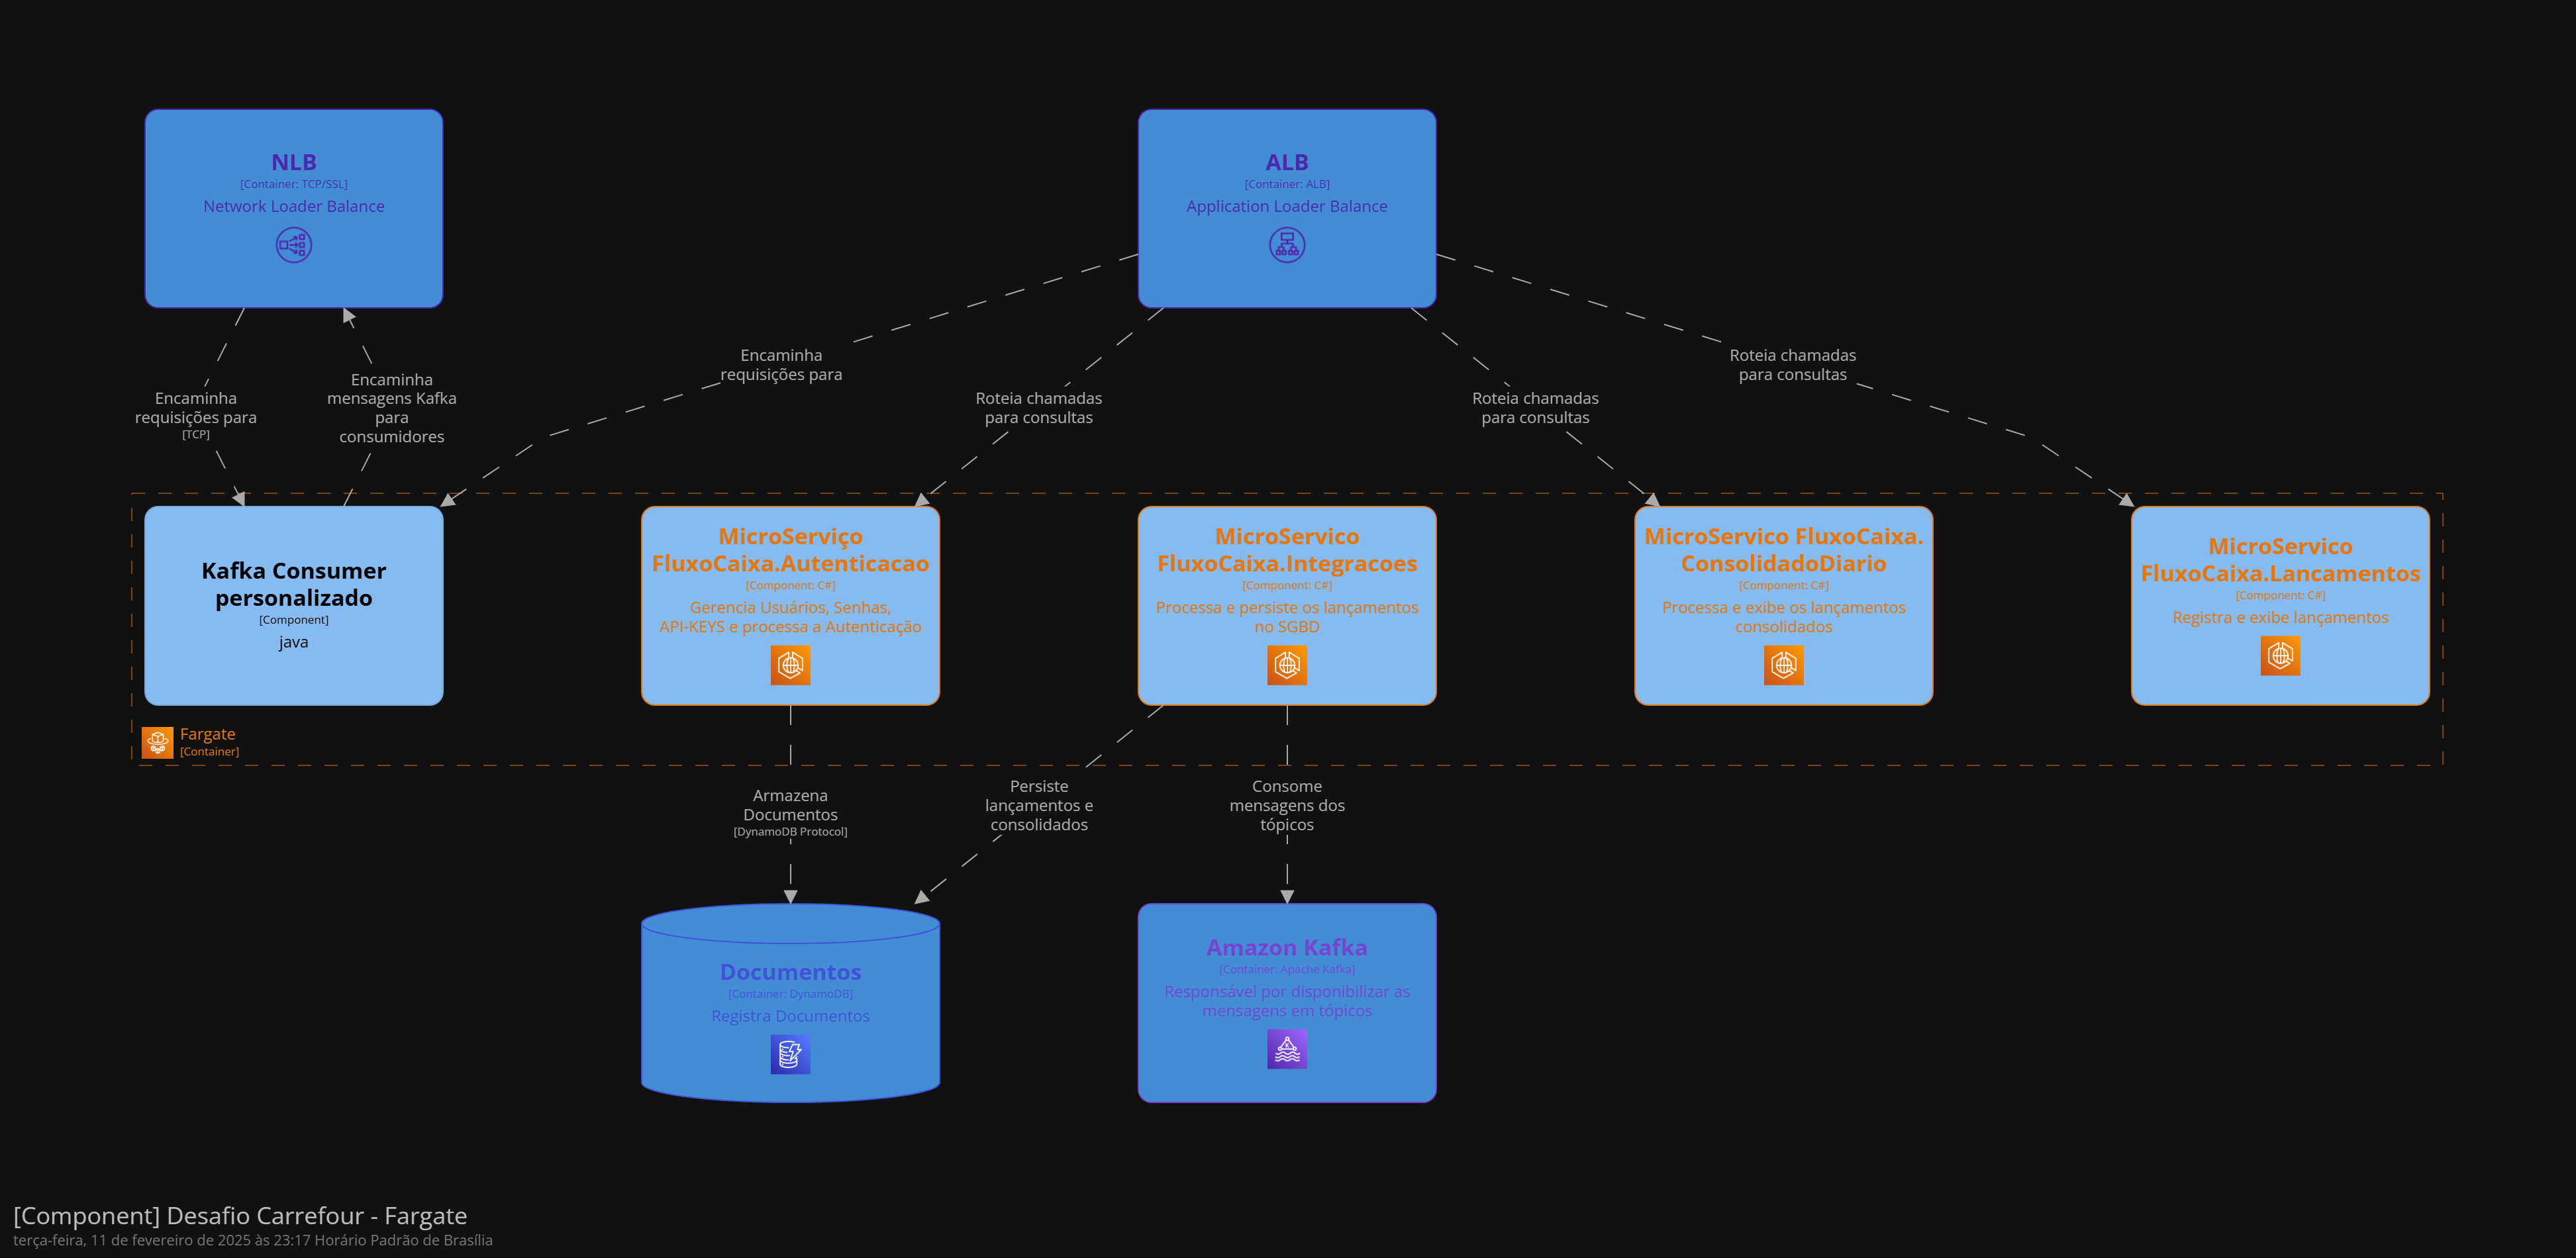 NLB
[Container: TCP/SSL]
Network Loader Balance
ALB
[Container: ALB]
Application Loader Balance
Encaminha
requisições para
[TCP]
Encaminha
mensagens Kafka
para
consumidores
Encaminha
requisições para
Roteia chamadas
para consultas
Roteia chamadas
para consultas
Roteia chamadas
para consultas
Kafka Consumer
personalizado
[Component]
java
MicroServiço
FluxoCaixa.Autenticacao
[Component: C#]
Gerencia Usuários, Senhas,
API-KEYS e processa a Autenticação
MicroServico
FluxoCaixa.Integracoes
[Component: C#]
Processa e persiste os lançamentos
no SGBD
MicroServico FluxoCaixa.
ConsolidadoDiario
[Component: C#]
Processa e exibe os lançamentos
consolidados
MicroServico
FluxoCaixa.Lancamentos
[Component: C#]
Registra e exibe lançamentos
Fargate
[Container]
Armazena
Documentos
[DynamoDB Protocol]
Persiste
lançamentos e
consolidados
Consome
mensagens dos
tópicos
Documentos
[Container: DynamoDB]
Registra Documentos
Amazon Kafka
[Container: Apache Kafka]
Responsável por disponibilizar as
mensagens em tópicos
[Component] Desafio Carrefour - Fargate
terça-feira, 11 de fevereiro de 2025 às 23:17 Horário Padrão de Brasília